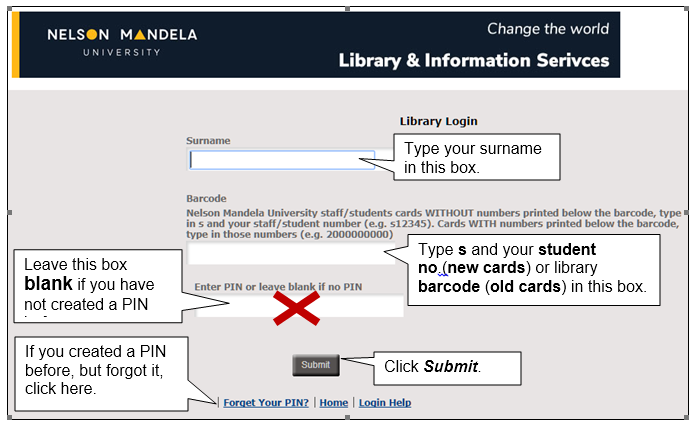 NELSON MANDELA
UNIVERSITY
Change the world
Library & Information Serivces
Library Login
Surname
Type your surname
in this box.
Barcode
Nelson Mandela University staff/students cards WITHOUT numbers printed below the barcode, type
in s and your staff/student number (e.g. s12345). Cards WITH numbers printed below the barcode,
type in those numbers (e.g. 2000000000)
Type s and your student
no.(new cards) or library
barcode (old cards) in this box.
Leave this box
blank if you have
not created a PIN
Enter PIN or leave blank if no PIN
If you created a PIN
before, but forgot it,
click here.
Submit
Click Submit.
| Forget Your PIN? | Home | Login Help